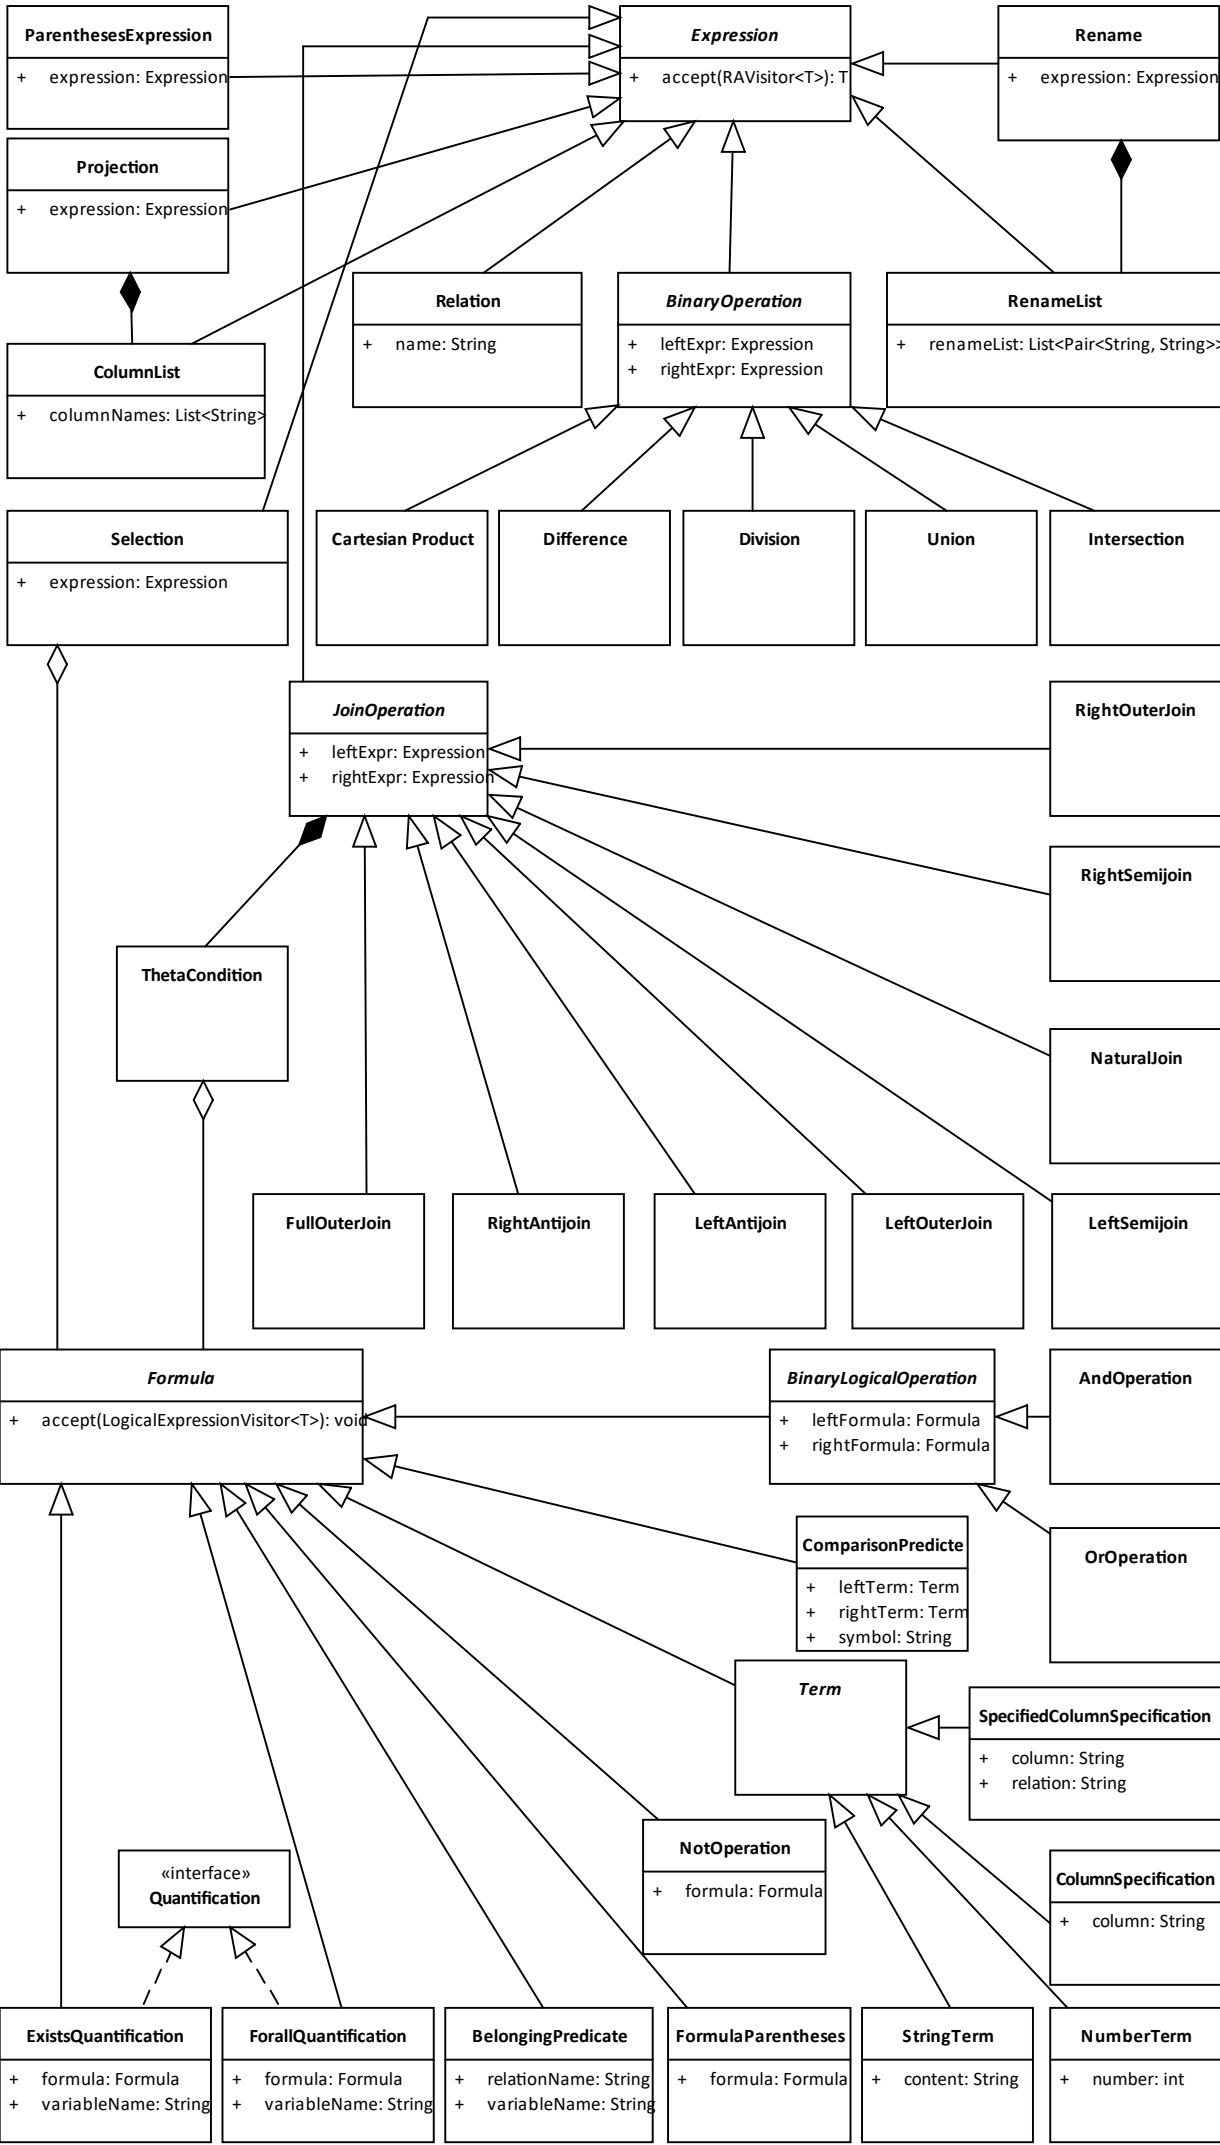 ParenthesesExpression
+ expression: Expression
Expression
+ accept(RAVisitor<T>): T
Rename
+ expression: Expression
Projection
+ expression: Expression
Relation
+ name: String
BinaryOperation
+ leftExpr: Expression
+ rightExpr: Expression
RenameList
+ renameList: List<Pair<String, String>>
ColumnList
+ columnNames: List<String>
Selection
+ expression: Expression
Cartesian Product
Difference
Division
Union
Intersection
JoinOperation
+ leftExpr: Expression
+ rightExpr: Expression
RightOuterJoin
RightSemijoin
ThetaCondition
NaturalJoin
FullOuterJoin
RightAntijoin
LeftAntijoin
LeftOuterJoin
LeftSemijoin
Formula
+ accept(LogicalExpressionVisitor<T>): void
BinaryLogicalOperation
+ leftFormula: Formula
+ rightFormula: Formula
AndOperation
ComparisonPredicte
+ leftTerm: Term
+ rightTerm: Term
+ symbol: String
OrOperation
Term
SpecifiedColumnSpecification
+ column: String
+ relation: String
NotOperation
+ formula: Formula
ColumnSpecification
+ column: String
«interface»
Quantification
ExistsQuantification
+ formula: Formula
+ variableName: String
ForallQuantification
+ formula: Formula
+ variableName: String
BelongingPredicate
+ relationName: String
+ variableName: String
FormulaParentheses
+ formula: Formula
StringTerm
+ content: String
NumberTerm
+ number: int